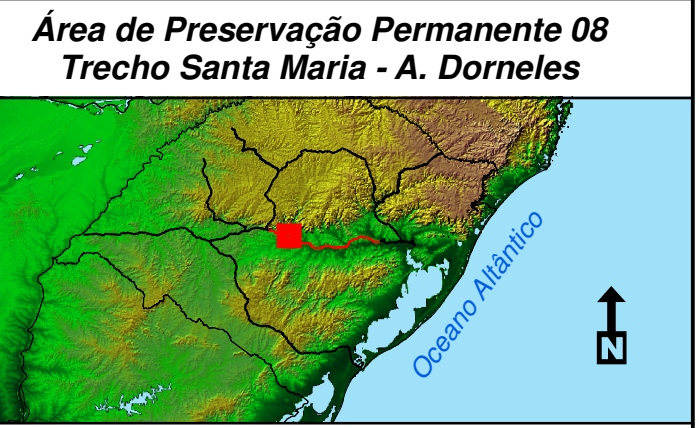 Área de Preservação Permanente 08
Trecho Santa Maria - A. Dorneles
Oceano Altântico
N